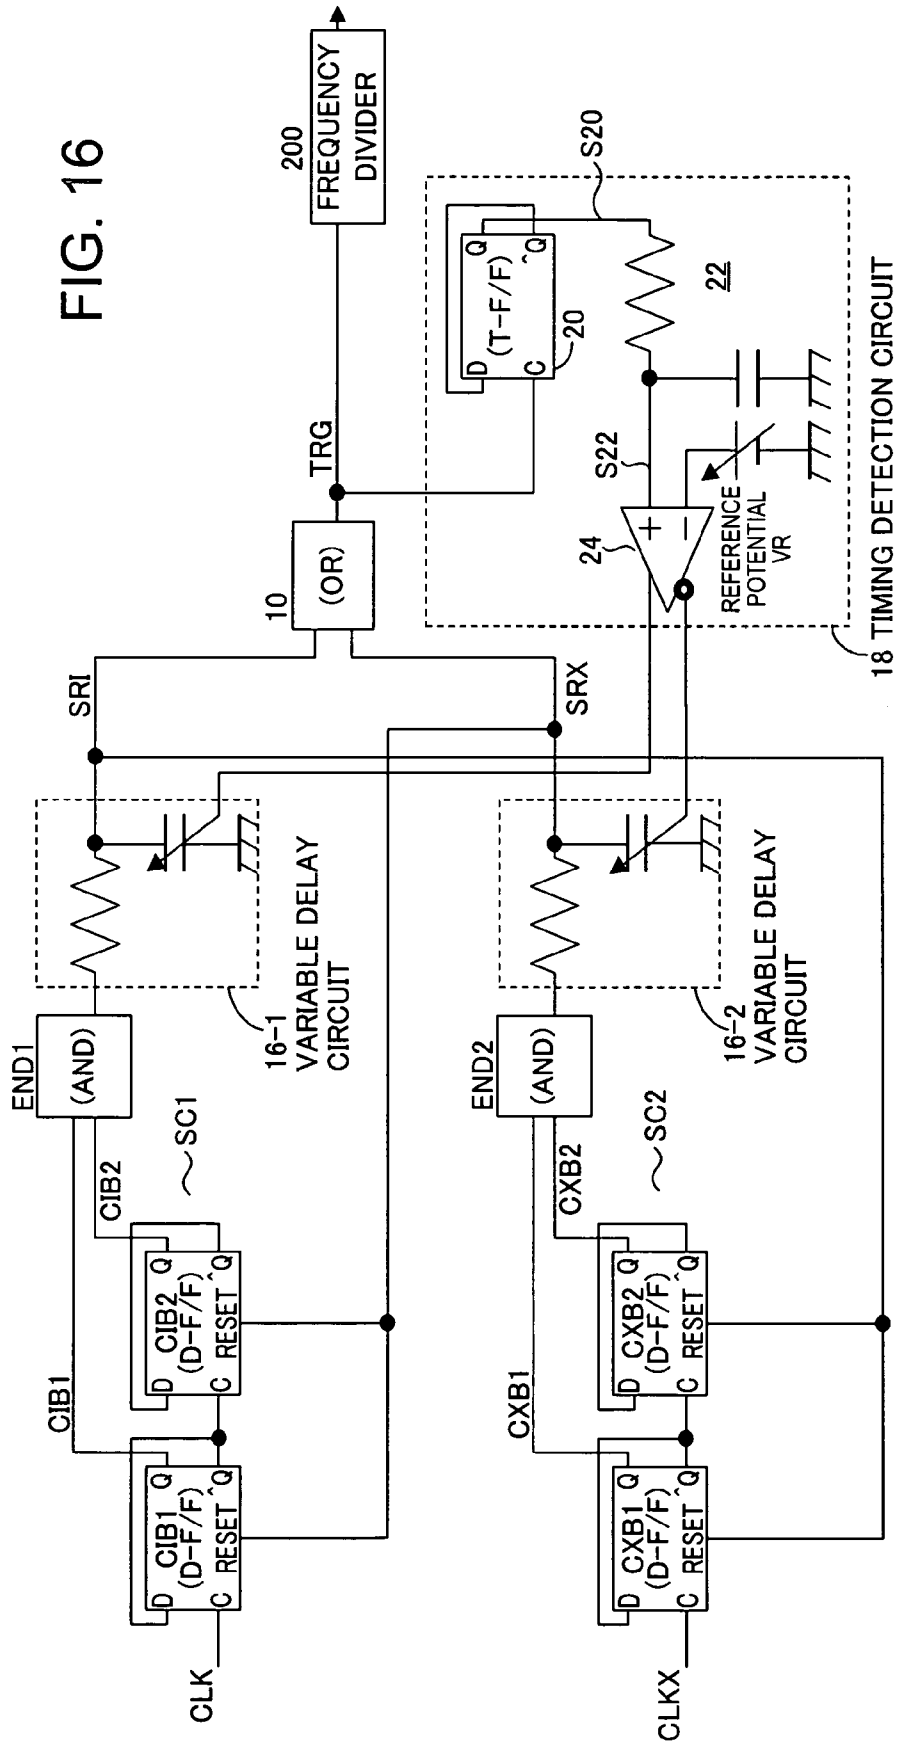 FIG. 16
CLK
D
CIB1
(D-F/F)
C
RESET
Q
^Q
CIB1
D
CIB2
(D-F/F)
C
RESET
Q
^Q
CIB2
SC1
END1
(AND)
16-1
VARIABLE DELAY
CIRCUIT
SRI
CLKX
D
CXB1
(D-F/F)
C
RESET
Q
^Q
CXB1
D
CXB2
(D-F/F)
C
RESET
Q
^Q
CXB2
SC2
END2
(AND)
16-2
VARIABLE DELAY
CIRCUIT
SRX
10
(OR)
TRG
200
FREQUENCY
DIVIDER
D
(T-F/F)
C
Q
^Q
20
S20
22
S22
24
+
−
REFERENCE
POTENTIAL
VR
18 TIMING DETECTION CIRCUIT